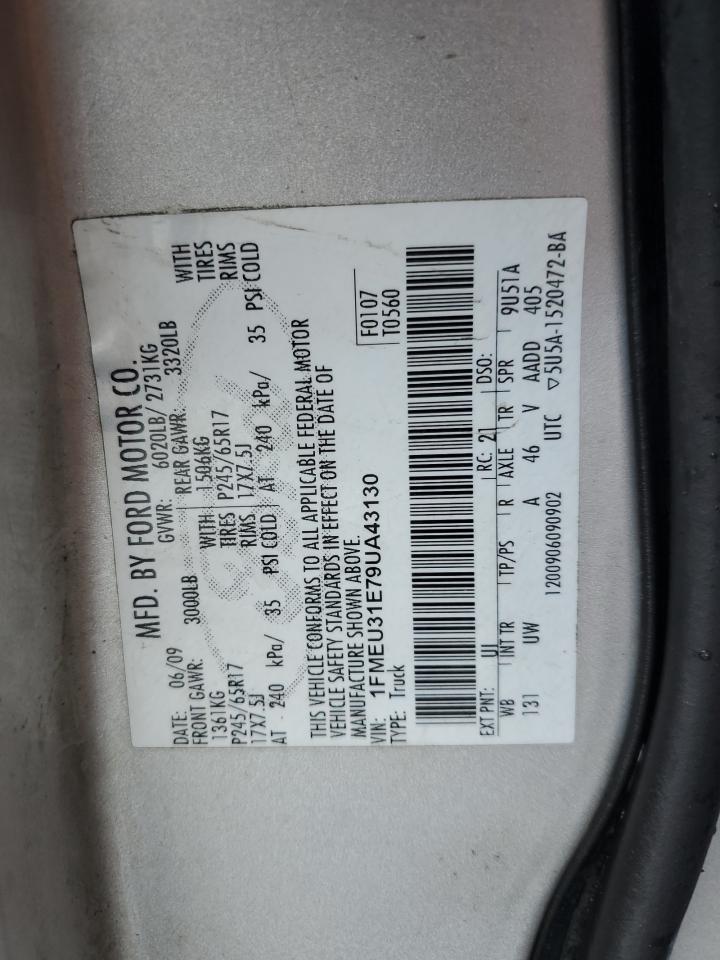 MFD. BY FORD MOTOR CO.
DATE: 06/09 GVWR: 6020LB/ 2731KG
FRONT GAWR: 3000LB REAR GAWR: 3320LB
1361KG WITH 1506KG WITH
P245/65R17 TIRES P245/65R17 TIRES
17X7.5J RIMS 17X7.5J RIMS
AT 240 kPa/ 35 PSI COLD AT 240 kPa/ 35 PSI COLD
THIS VEHICLE CONFORMS TO ALL APPLICABLE FEDERAL MOTOR
VEHICLE SAFETY STANDARDS IN EFFECT ON THE DATE OF
MANUFACTURE SHOWN ABOVE.
VIN: 1FMEU31E79UA43130 F0107
TYPE: Truck T0560
EXT PNT: UI RC: 21 DSO:
WB INT TR TP/PS R AXLE TR SPR 9U51A
131 UW A 46 V AADD 405
1200906090902 UTC ▽5U5A-1520472-BA